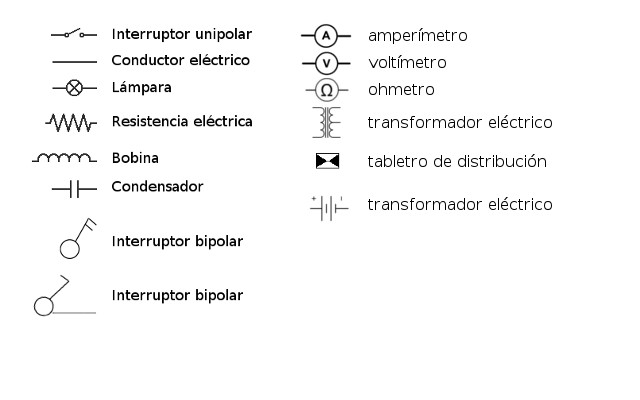 Interruptor unipolar
Conductor eléctrico
Lámpara
Resistencia eléctrica
Bobina
Condensador
Interruptor bipolar
Interruptor bipolar
A amperímetro
V voltímetro
Ω ohmetro
transformador eléctrico
tabletro de distribución
+ - transformador eléctrico